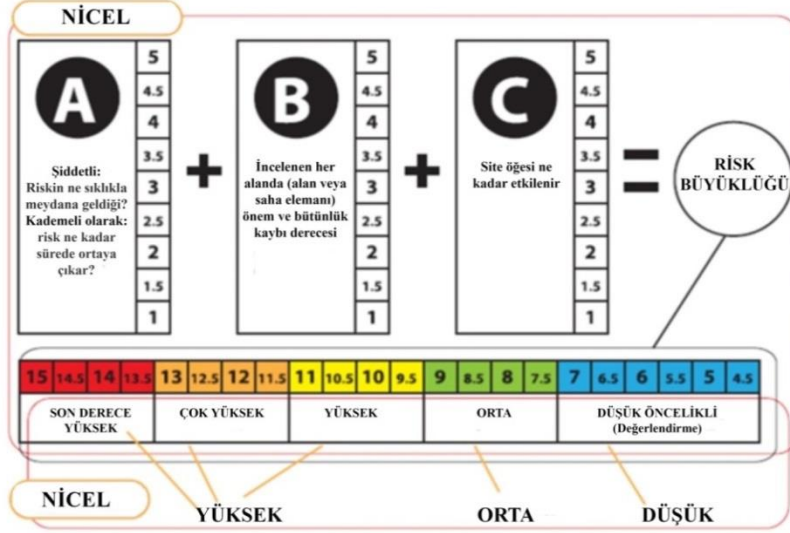 NİCEL
A
Şiddetli:
Riskin ne sıklıkla
meydana geldiği?
Kademeli olarak:
risk ne kadar
sürede ortaya
çıkar?
5
4.5
4
3.5
3
2.5
2
1.5
1
+
B
İncelenen her
alanda (alan veya
saha elemanı)
önem ve bütünlük
kaybı derecesi
5
4.5
4
3.5
3
2.5
2
1.5
1
+
C
Site öğesi ne
kadar etkilenir
5
4.5
4
3.5
3
2.5
2
1.5
1
=
RİSK
BÜYÜKLÜĞÜ
15 14.5 14 13.5 13 12.5 12 11.5 11 10.5 10 9.5 9 8.5 8 7.5 7 6.5 6 5.5 5 4.5
SON DERECE
YÜKSEK
ÇOK YÜKSEK
YÜKSEK
ORTA
DÜŞÜK ÖNCELİKLİ
(Değerlendirme)
NİCEL
YÜKSEK
ORTA
DÜŞÜK